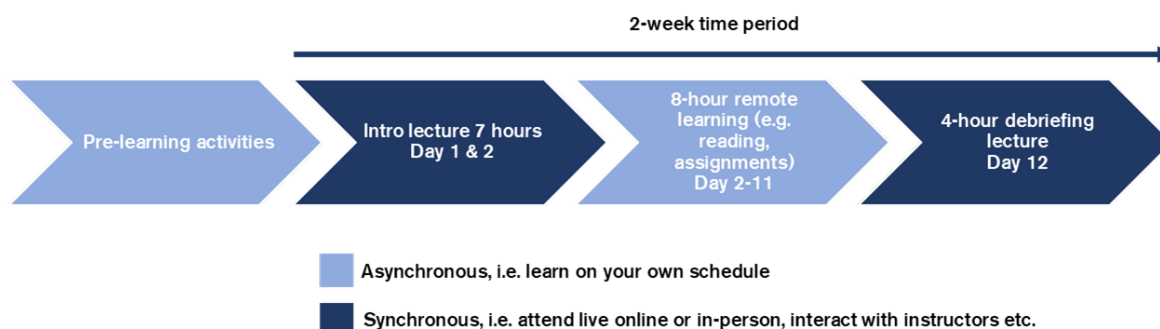 2-week time period
Pre-learning activities
Intro lecture 7 hours
Day 1 & 2
8-hour remote
learning (e.g.
reading,
assignments)
Day 2-11
4-hour debriefing
lecture
Day 12
Asynchronous, i.e. learn on your own schedule
Synchronous, i.e. attend live online or in-person, interact with instructors etc.